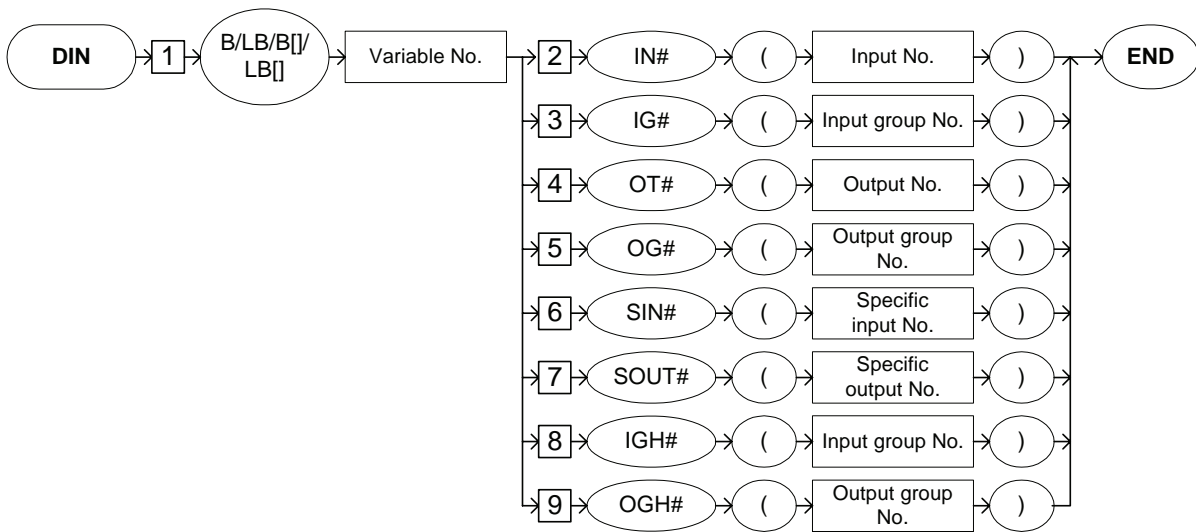 DIN
1
B/LB/B[]/
LB[]
Variable No.
2 IN# ( Input No. )
END
3 IG# ( Input group No. )
4 OT# ( Output No. )
5 OG# ( Output group
No. )
6 SIN# ( Specific
input No. )
7 SOUT# ( Specific
output No. )
8 IGH# ( Input group No. )
9 OGH# ( Output group
No. )